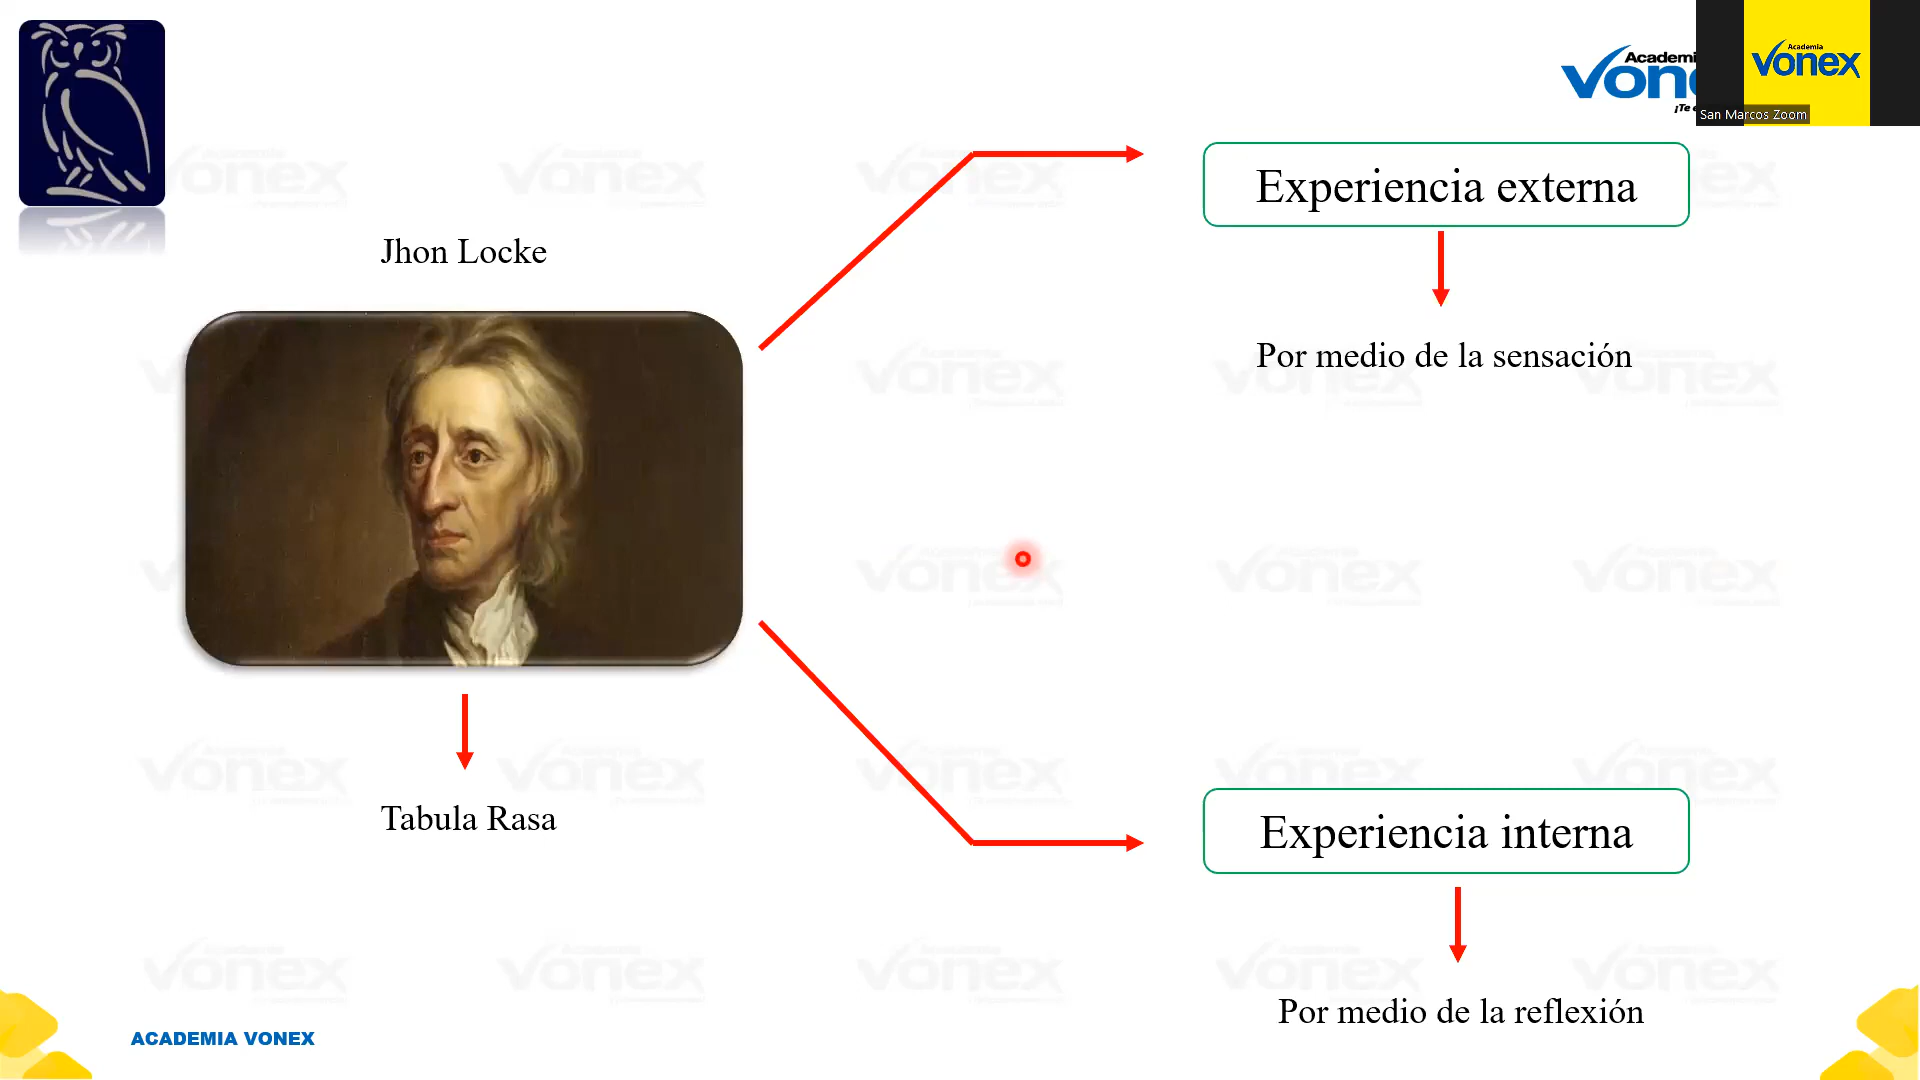 Academia
vonex
San Marcos Zoom
Experiencia externa
Jhon Locke
Por medio de la sensación
Tabula Rasa
Experiencia interna
Por medio de la reflexión
ACADEMIA VONEX